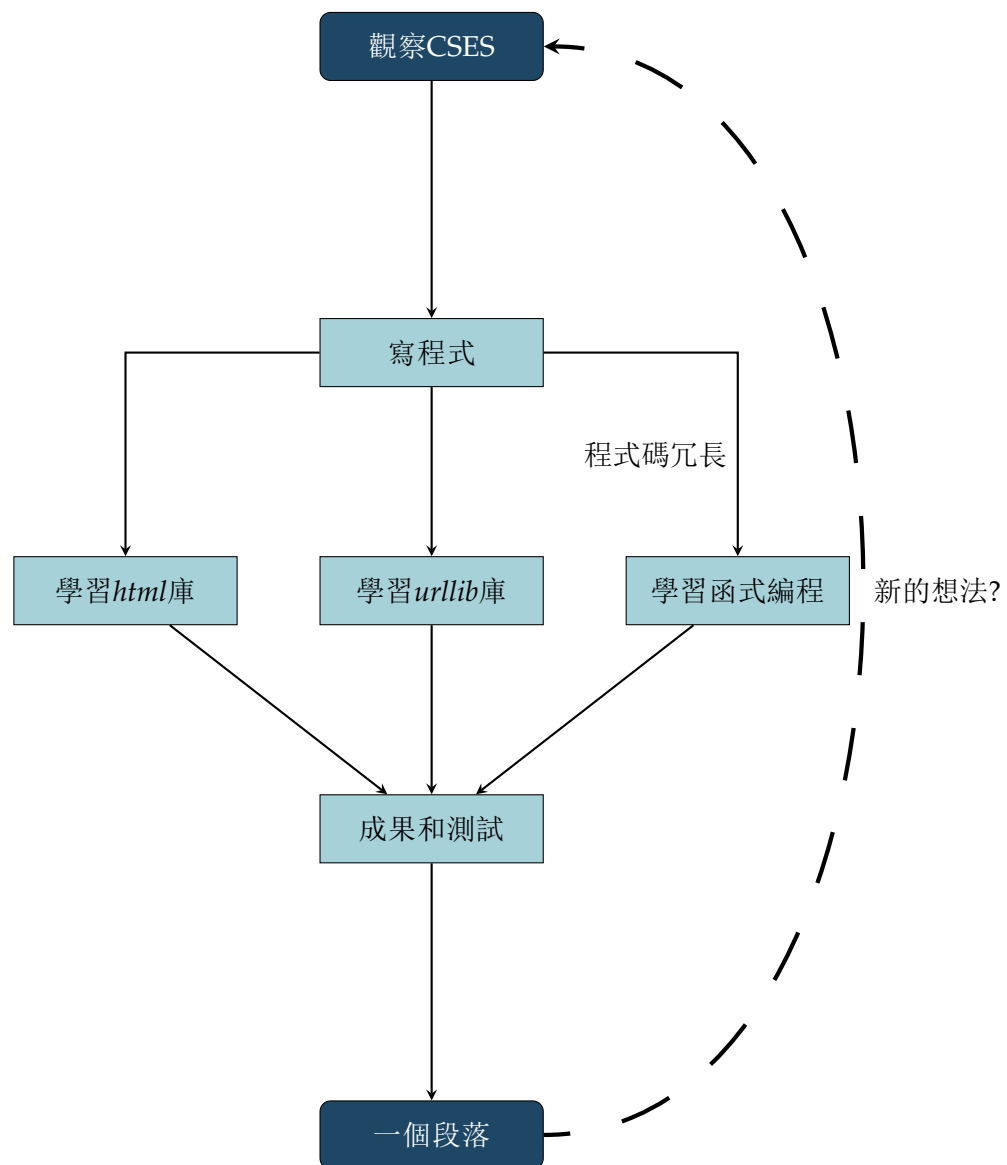 觀察CSES
寫程式
程式碼冗長
學習html庫
學習urllib庫
學習函式編程
新的想法?
成果和測試
一個段落